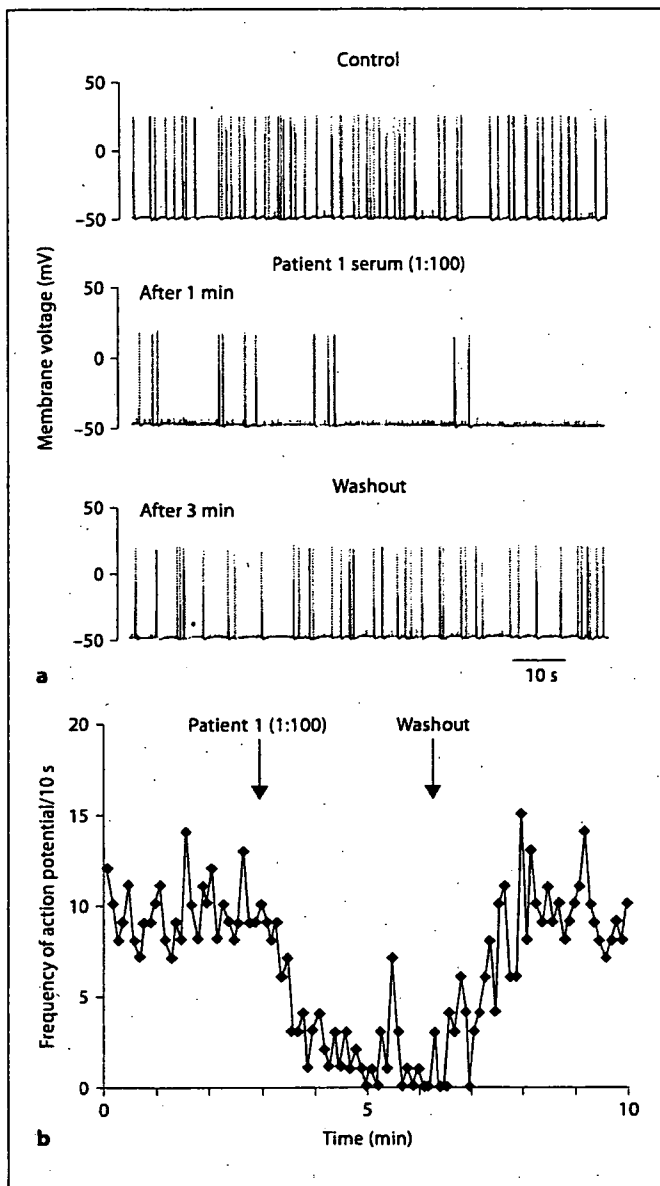 Control
50
0
−50
Patient 1 serum (1:100)
After 1 min
50
0
−50
Membrane voltage (mV)
Washout
After 3 min
50
0
−50
a
10 s
Patient 1 (1:100)
Washout
20
15
10
5
0
Frequency of action potential/10 s
0
5
10
b
Time (min)